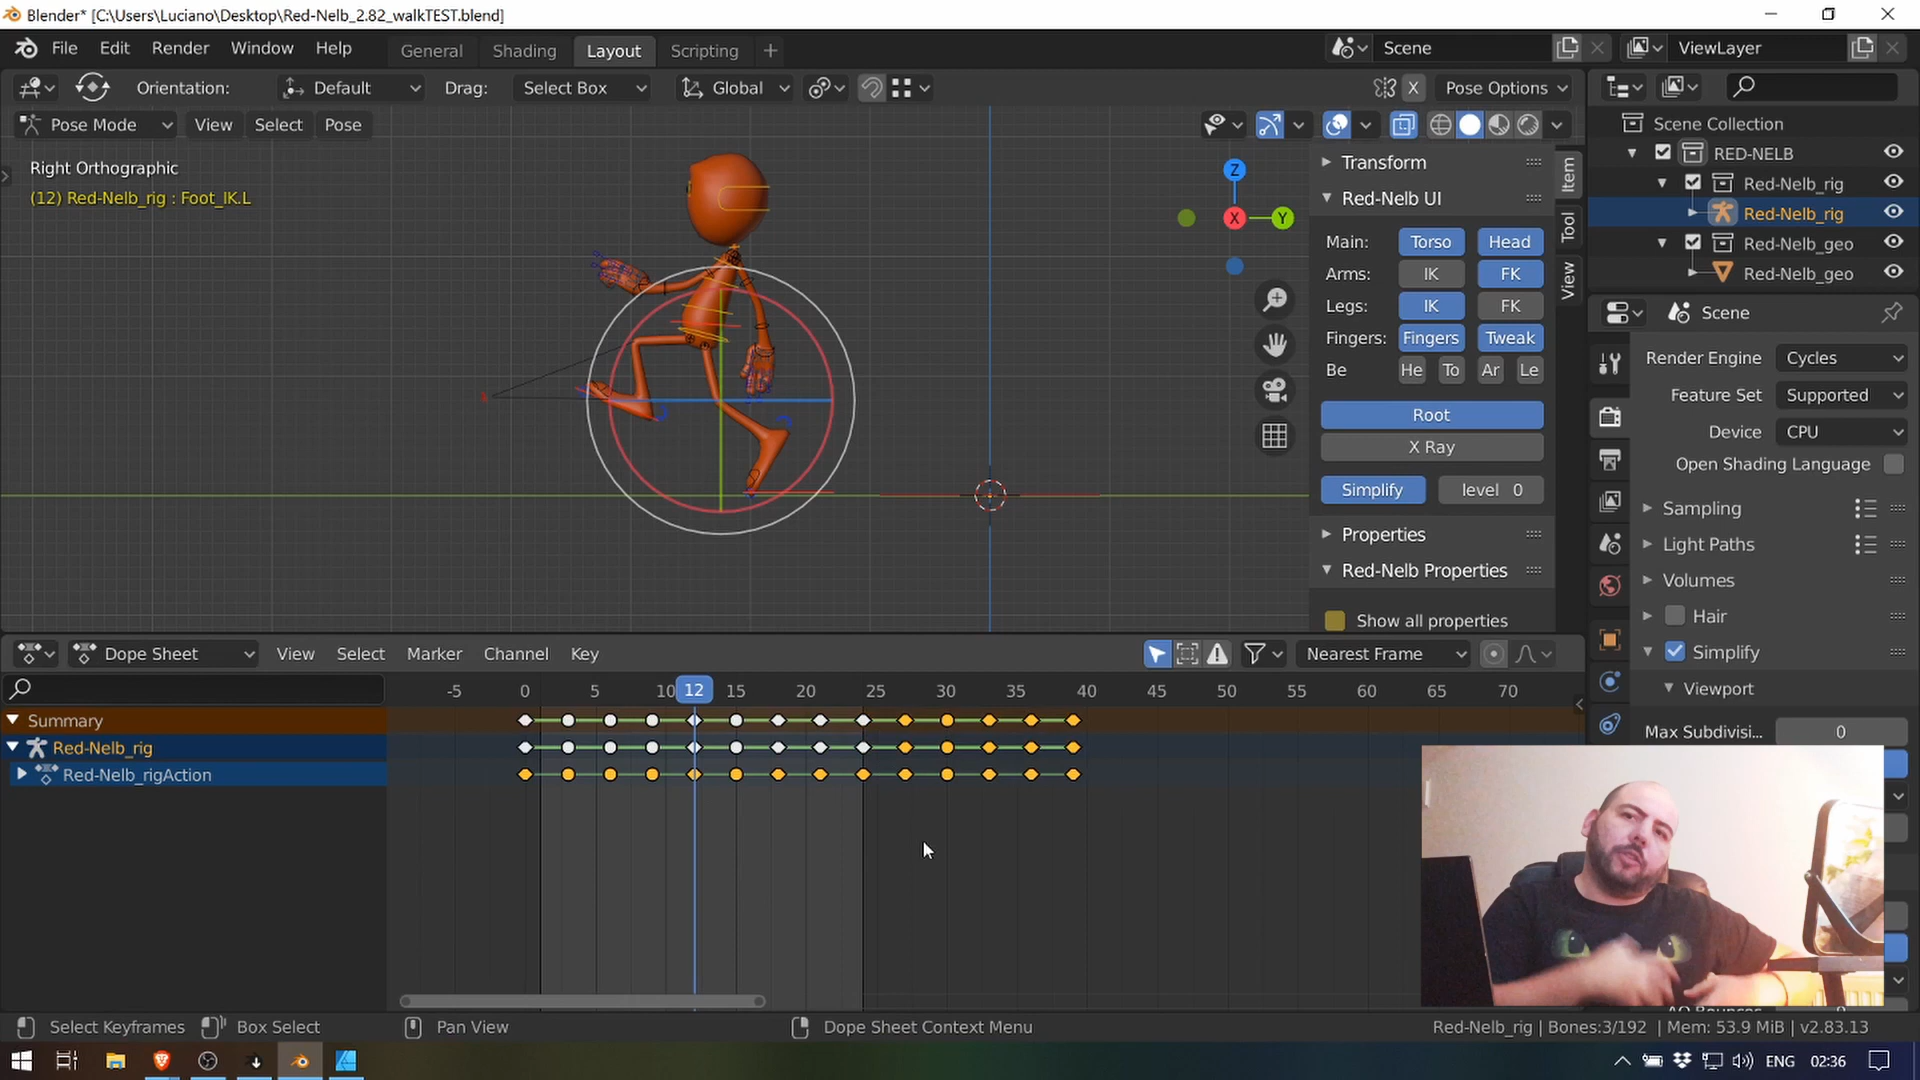 Blender* [C:\Users\Luciano\Desktop\Red-Nelb_2.82_walkTEST.blend]
File Edit Render Window Help General Shading Layout Scripting + Scene ViewLayer
Orientation: Default Drag: Select Box Global X Pose Options
Pose Mode View Select Pose
Right Orthographic
(12) Red-Nelb_rig : Foot_IK.L
Z
X
Y
Transform
Red-Nelb UI
Main: Torso Head
Arms: IK FK
Legs: IK FK
Fingers: Fingers Tweak
Be He To Ar Le
Root
X Ray
Simplify level 0
Properties
Red-Nelb Properties
Show all properties
Item
Tool
View
Scene Collection
RED-NELB
Red-Nelb_rig
Red-Nelb_rig
Red-Nelb_geo
Red-Nelb_geo
Scene
Render Engine Cycles
Feature Set Supported
Device CPU
Open Shading Language
Sampling
Light Paths
Volumes
Hair
Simplify
Viewport
Max Subdivisi... 0
Dope Sheet View Select Marker Channel Key Nearest Frame
-5 0 5 10 12 15 20 25 30 35 40 45 50 55 60 65 70
Summary
Red-Nelb_rig
Red-Nelb_rigAction
Select Keyframes Box Select Pan View Dope Sheet Context Menu Red-Nelb_rig | Bones:3/192 | Mem: 53.9 MiB | v2.83.13
ENG 02:36